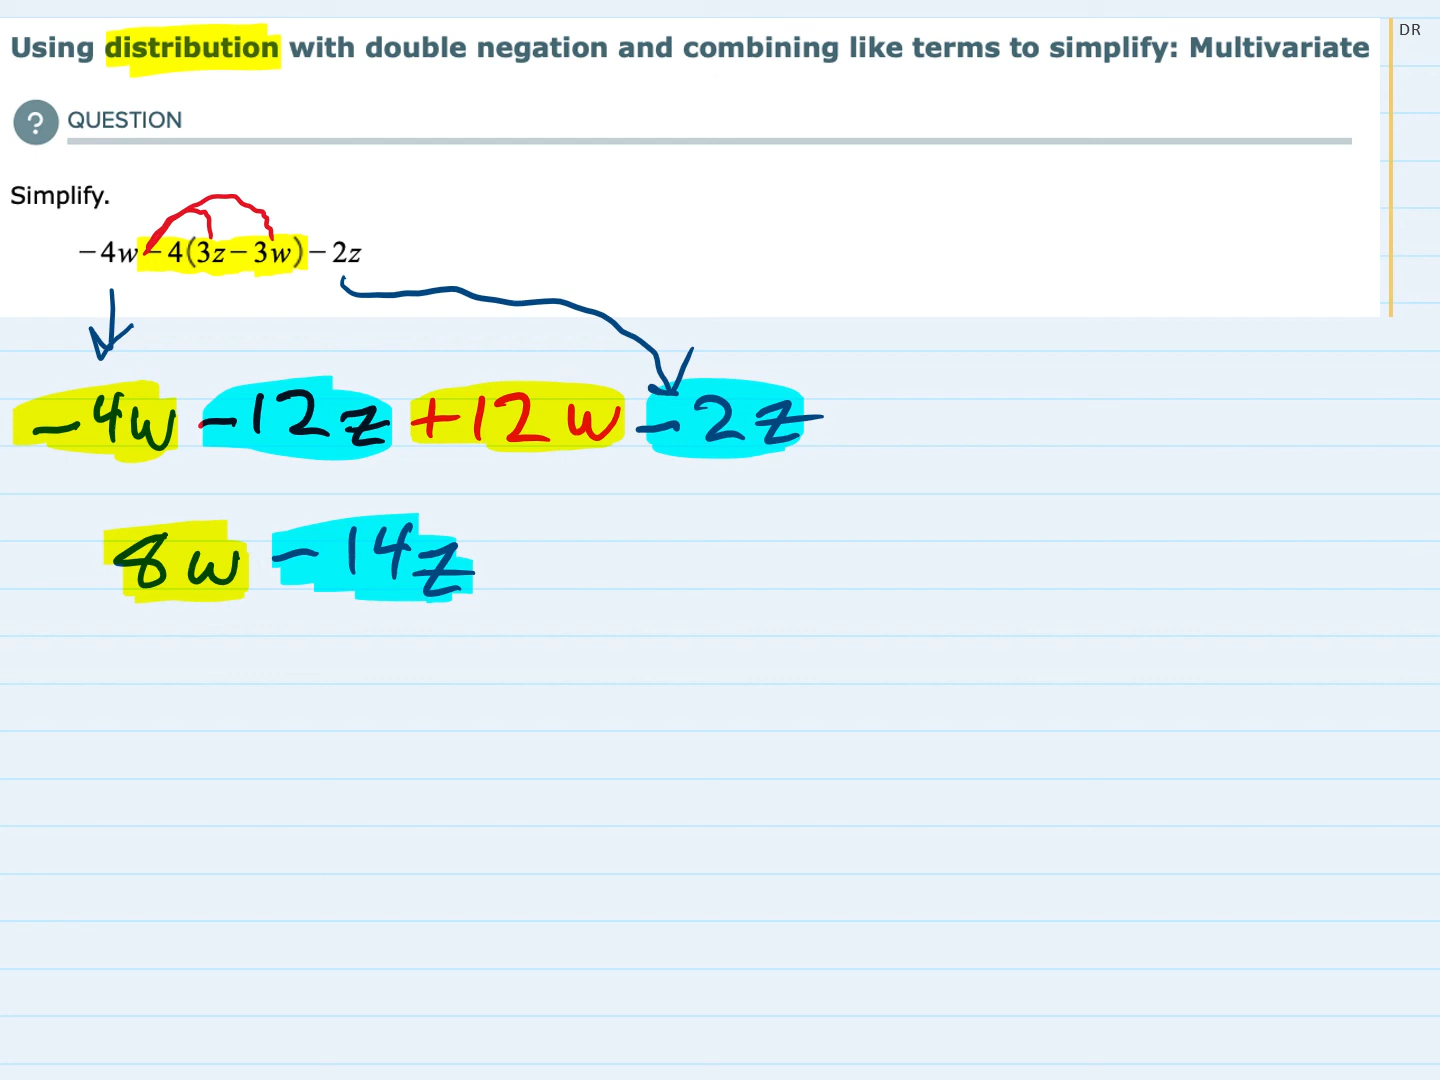 Using distribution with double negation and combining like terms to simplify: Multivariate
DR
? QUESTION
Simplify.
−4w−4(3z−3w)−2z
−4w −12z +12w −2z
8w −14z